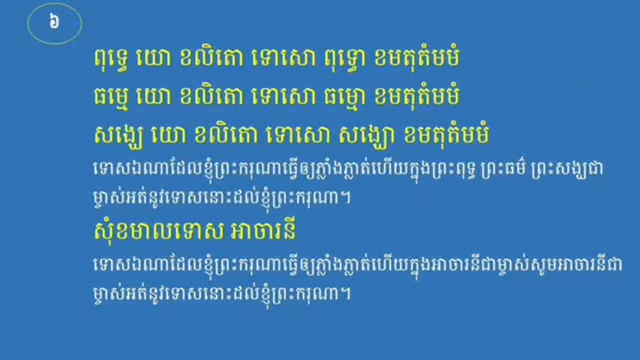 ៦
ពុទ្ធេ យោ ខលិតោ ទោសោ ពុទ្ធោ ខមតុតំមមំ
ធម្មេ យោ ខលិតោ ទោសោ ធម្មោ ខមតុតំមមំ
សង្ឃេ យោ ខលិតោ ទោសោ សង្ឃោ ខមតុតំមមំ
ទោសឯណាដែលខ្ញុំព្រះករុណាធ្វើឲ្យភ្លាំងភ្លាត់ហើយក្នុងព្រះពុទ្ធ ព្រះធម៌ ព្រះសង្ឃជា
ម្ចាស់អត់នូវទោសនោះដល់ខ្ញុំព្រះករុណា។
សុំខមាលទោស អាចារនី
ទោសឯណាដែលខ្ញុំព្រះករុណាធ្វើឲ្យភ្លាំងភ្លាត់ហើយក្នុងអាចារនីជាម្ចាស់សូមអាចារនីជា
ម្ចាស់អត់នូវទោសនោះដល់ខ្ញុំព្រះករុណា។